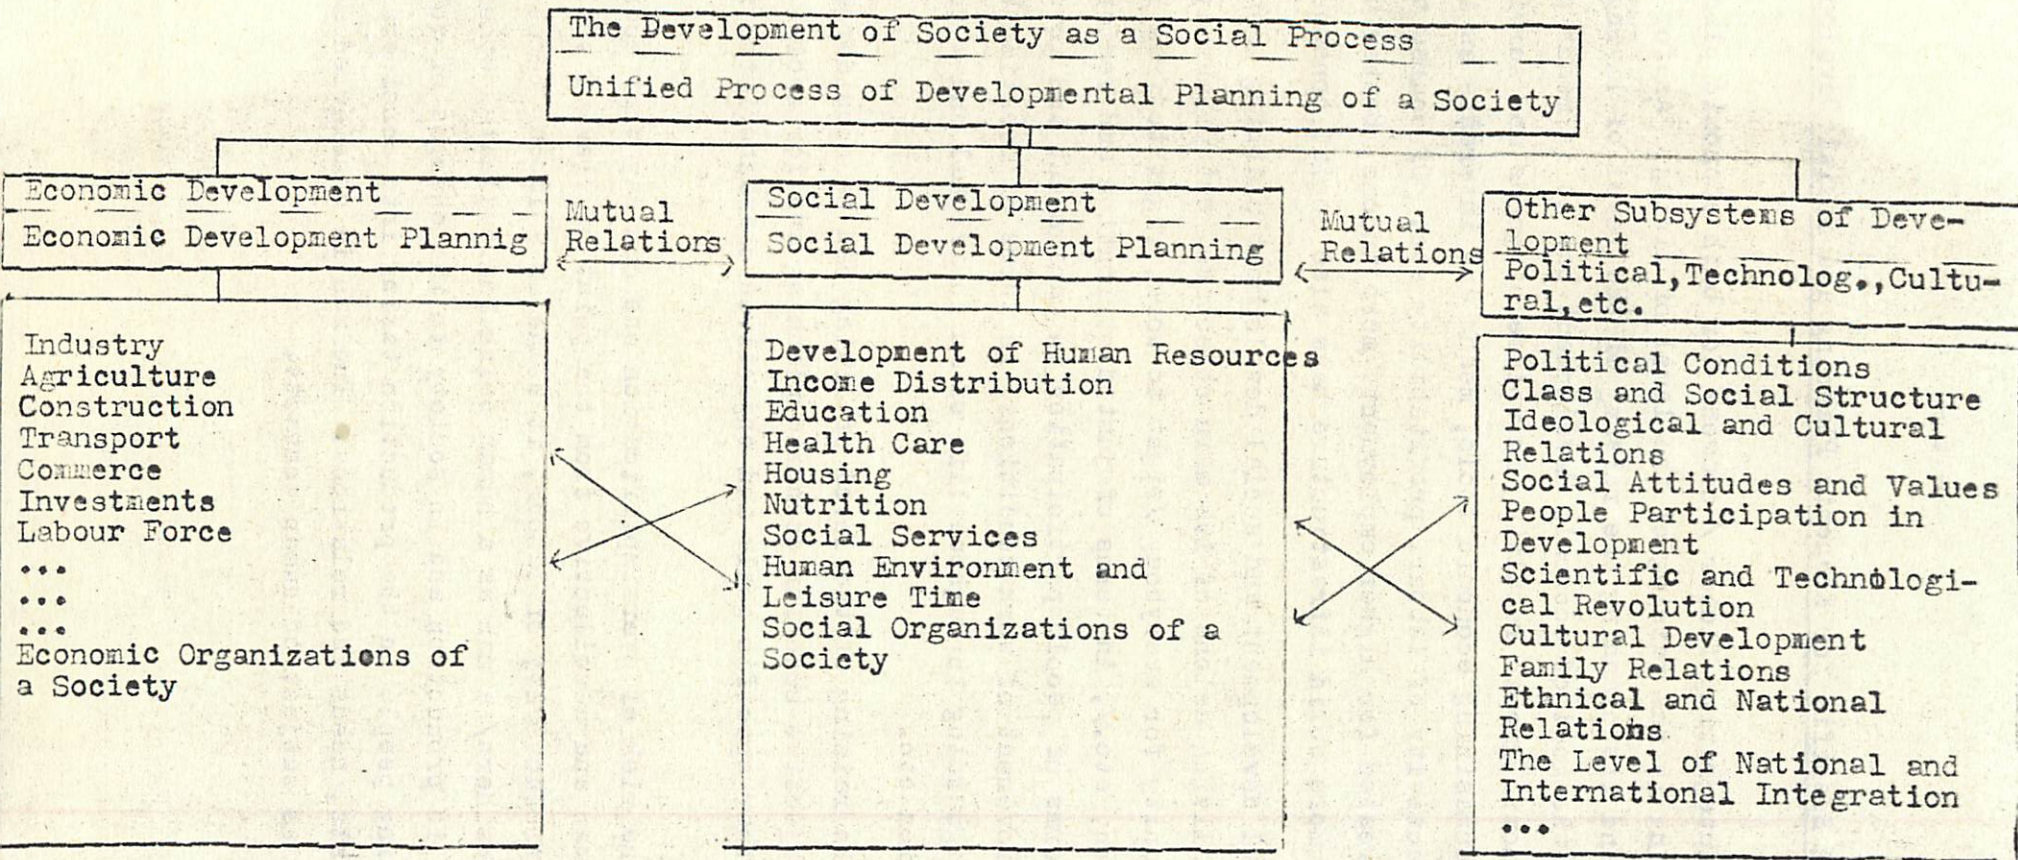 The Development of Society as a Social Process
Unified Process of Developmental Planning of a Society
Economic Development
Economic Development Plannig
Mutual
Relations
Social Development
Social Development Planning
Mutual
Relations
Other Subsystems of Deve-
lopment
Political,Technolog.,Cultu-
ral,etc.
Industry
Agriculture
Construction
Transport
Commerce
Investments
Labour Force
...
...
...
Economic Organizations of
a Society
Development of Human Resources
Income Distribution
Education
Health Care
Housing
Nutrition
Social Services
Human Environment and
Leisure Time
Social Organizations of a
Society
Political Conditions
Class and Social Structure
Ideological and Cultural
Relations
Social Attitudes and Values
People Participation in
Development
Scientific and Technologi-
cal Revolution
Cultural Development
Family Relations
Ethnical and National
Relations
The Level of National and
International Integration
...